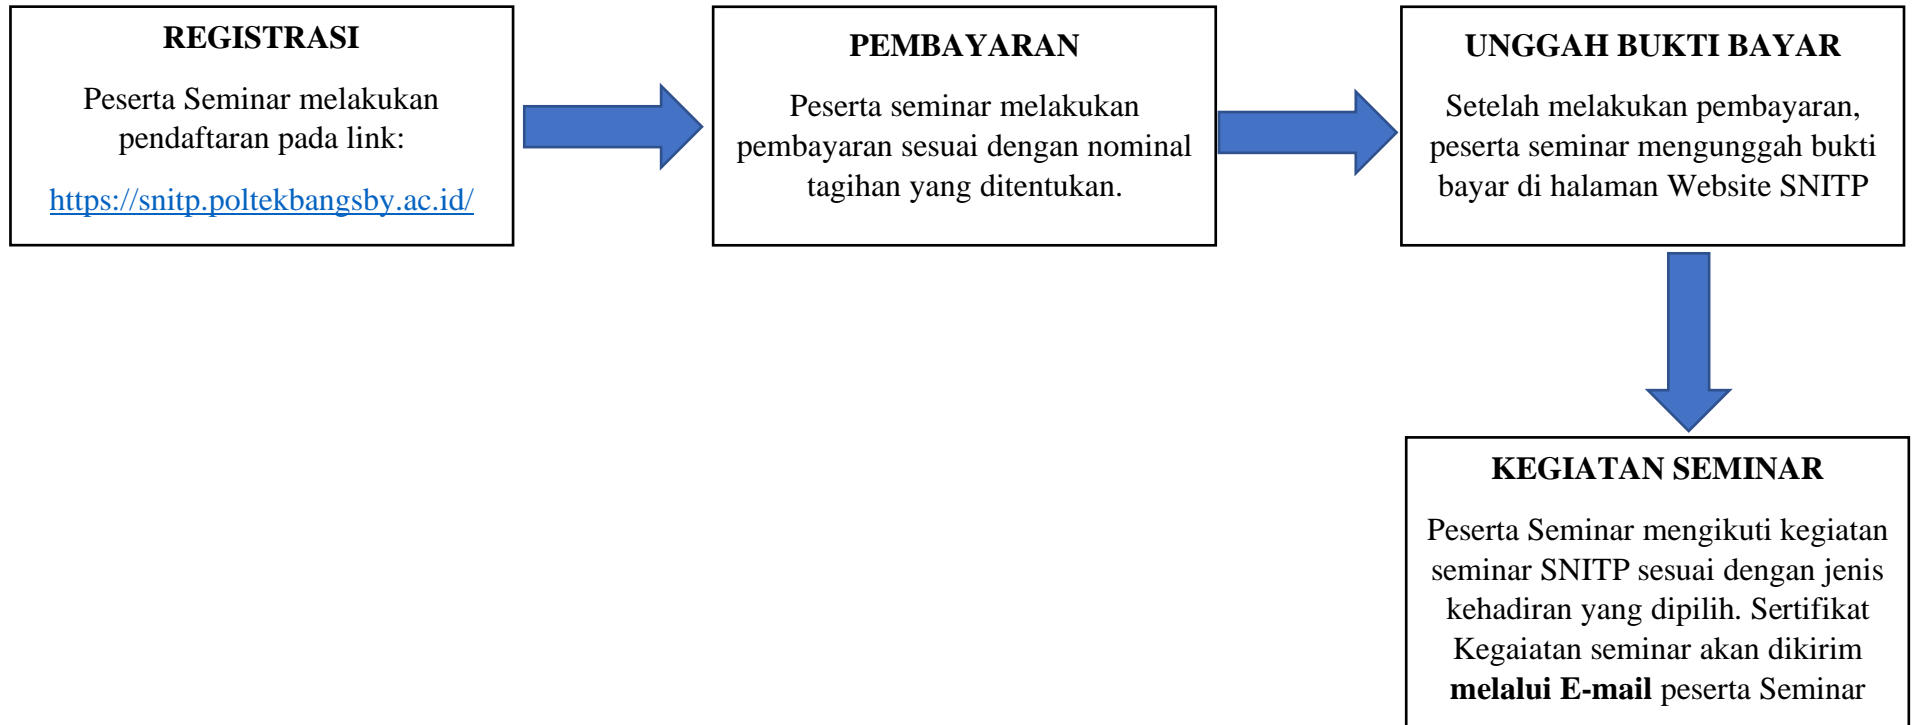 REGISTRASI
Peserta Seminar melakukan
pendaftaran pada link:
https://snitp.poltekbangsby.ac.id/
PEMBAYARAN
Peserta seminar melakukan
pembayaran sesuai dengan nominal
tagihan yang ditentukan.
UNGGAH BUKTI BAYAR
Setelah melakukan pembayaran,
peserta seminar mengunggah bukti
bayar di halaman Website SNITP
KEGIATAN SEMINAR
Peserta Seminar mengikuti kegiatan
seminar SNITP sesuai dengan jenis
kehadiran yang dipilih. Sertifikat
Kegaiatan seminar akan dikirim
melalui E-mail peserta Seminar